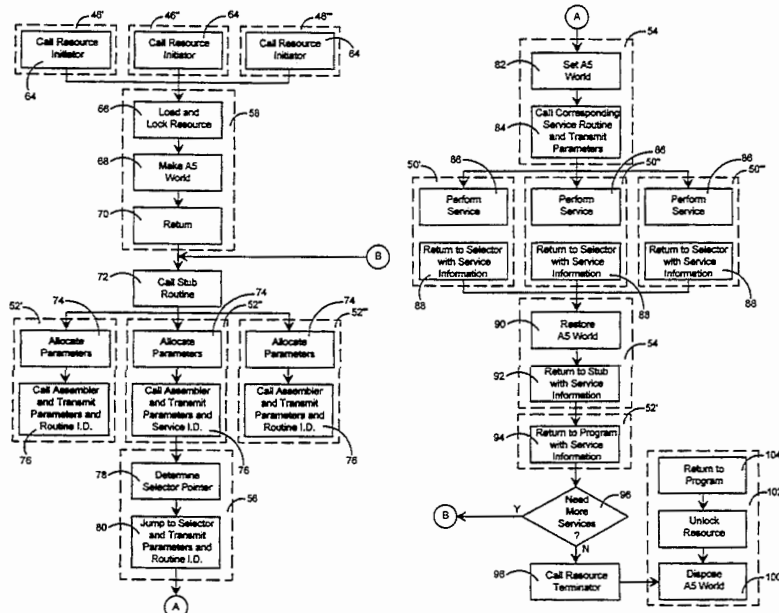 46'
46"
46'"
64
Call Resource
Initiator
Call Resource
Initiator
Call Resource
Initiator
64
64
66
Load and
Lock Resource
58
68
Make A5
World
70
Return
B
72
Call Stub
Routine
52'
74
74
52"
74
52'"
Allocate
Parameters
Allocate
Parameters
Allocate
Parameters
Call Assembler
and Transmit
Parameters and
Routine I.D.
Call Assembler
and Transmit
Parameters and
Service I.D.
Call Assembler
and Transmit
Parameters and
Routine I.D.
76
76
76
78
Determine
Selector
Pointer
56
80
Jump to Selector
and Transmit
Parameters and
Routine I.D.
A
A
54
82
Set A5
World
84
Call Corresponding
Service Routine
and Transmit
Parameters
50'
86
86
50"
86
50'"
Perform
Service
Perform
Service
Perform
Service
Return to Selector
with Service
Information
Return to Selector
with Service
Information
Return to Selector
with Service
Information
88
88
88
90
Restore
A5 World
54
92
Return to Stub
with Service
Information
52'
94
Return to Program
with Service
Information
B
Y
Need
More
Services
?
96
N
98
Call Resource
Terminator
Return to
Program
104
102
Unlock
Resource
Dispose
A5 World
100